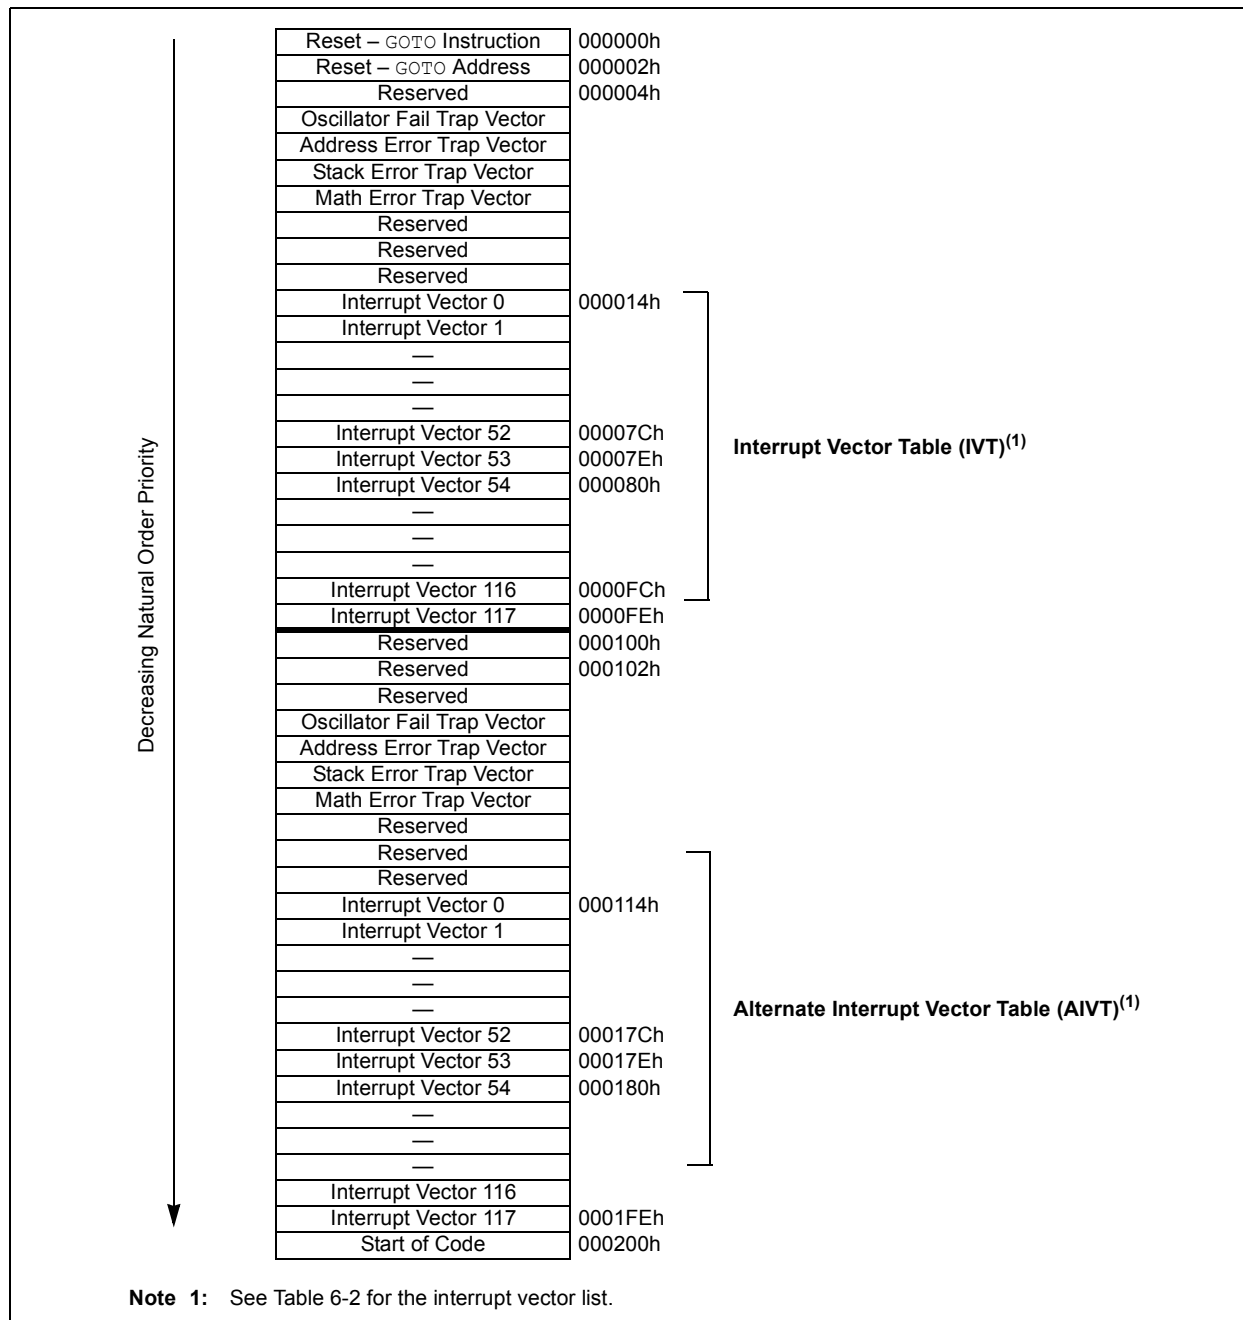 Decreasing Natural Order Priority
Reset – GOTO Instruction 000000h
Reset – GOTO Address 000002h
Reserved 000004h
Oscillator Fail Trap Vector
Address Error Trap Vector
Stack Error Trap Vector
Math Error Trap Vector
Reserved
Reserved
Reserved
Interrupt Vector 0 000014h
Interrupt Vector 1
—
—
—
Interrupt Vector 52 00007Ch
Interrupt Vector 53 00007Eh
Interrupt Vector 54 000080h
—
—
—
Interrupt Vector 116 0000FCh
Interrupt Vector 117 0000FEh
Interrupt Vector Table (IVT)(1)
Reserved 000100h
Reserved 000102h
Reserved
Oscillator Fail Trap Vector
Address Error Trap Vector
Stack Error Trap Vector
Math Error Trap Vector
Reserved
Reserved
Reserved
Interrupt Vector 0 000114h
Interrupt Vector 1
—
—
—
Interrupt Vector 52 00017Ch
Interrupt Vector 53 00017Eh
Interrupt Vector 54 000180h
—
—
—
Interrupt Vector 116
Interrupt Vector 117 0001FEh
Start of Code 000200h
Alternate Interrupt Vector Table (AIVT)(1)
Note 1: See Table 6-2 for the interrupt vector list.